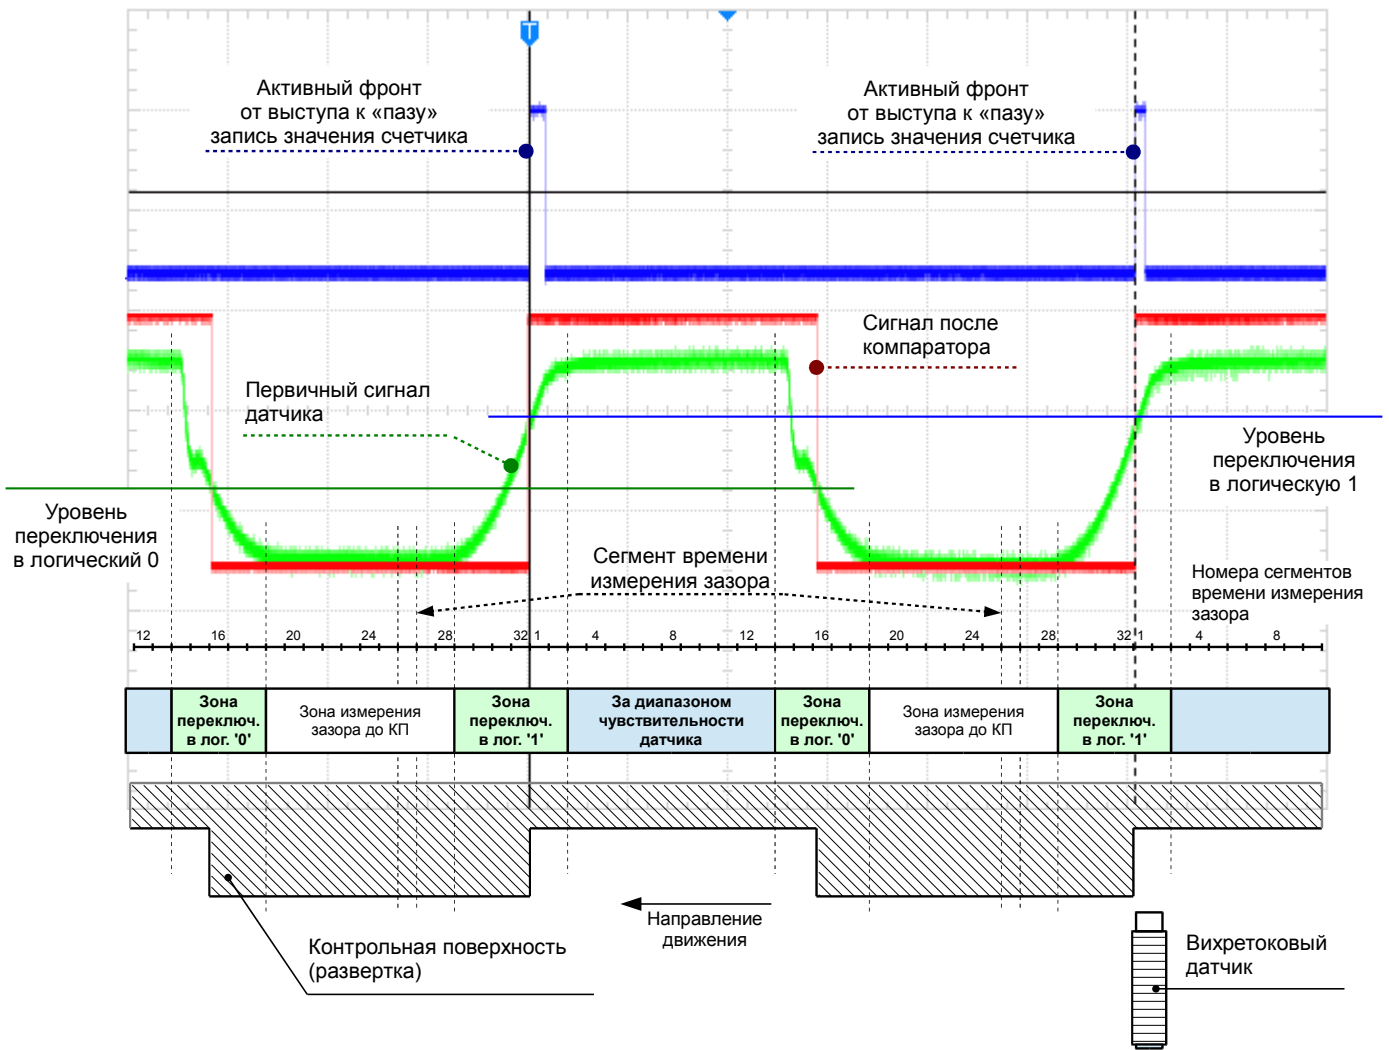 T
Активный фронт
от выступа к «пазу»
запись значения счетчика
Активный фронт
от выступа к «пазу»
запись значения счетчика
Сигнал после
компаратора
Первичный сигнал
датчика
Уровень
переключения
в логическую 1
Уровень
переключения
в логический 0
Сегмент времени
измерения зазора
Номера сегментов
времени измерения
зазора
12 16 20 24 28 32 1 4 8 12 16 20 24 28 32 1 4 8
Зона
переключ.
в лог. '0'
Зона измерения
зазора до КП
Зона
переключ.
в лог. '1'
За диапазоном
чувствительности
датчика
Зона
переключ.
в лог. '0'
Зона измерения
зазора до КП
Зона
переключ.
в лог. '1'
Направление
движения
Контрольная поверхность
(развертка)
Вихретоковый
датчик